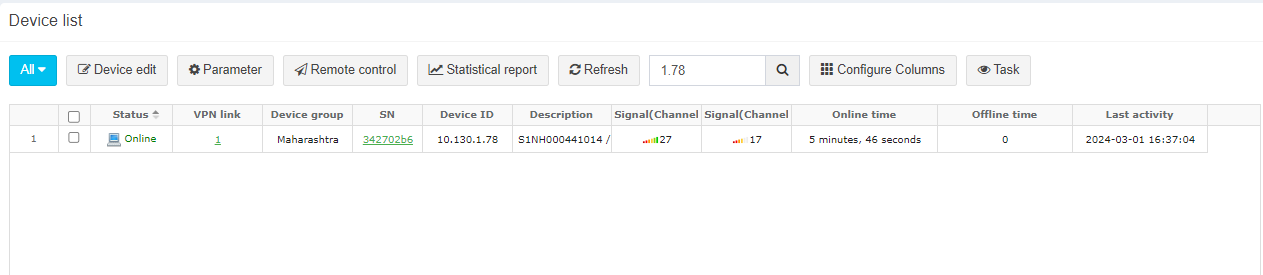 Device list
All Device edit Parameter Remote control Statistical report Refresh 1.78 Configure Columns Task
Status VPN link Device group SN Device ID Description Signal(Channel Signal(Channel Online time Offline time Last activity
1 Online 1 Maharashtra 342702b6 10.130.1.78 S1NH000441014 / 27 17 5 minutes, 46 seconds 0 2024-03-01 16:37:04